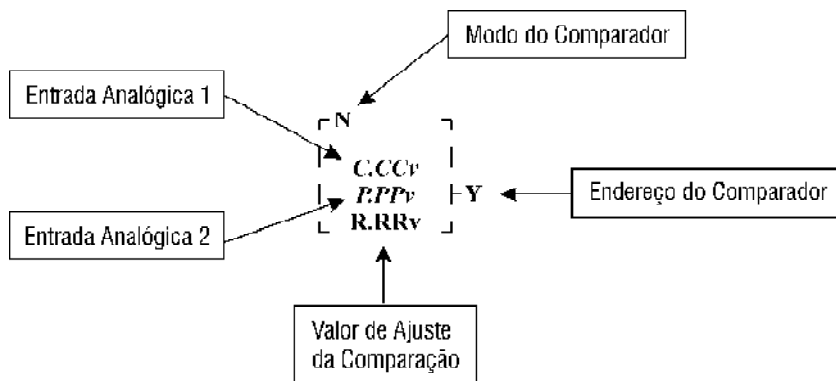 Modo do Comparador
Entrada Analógica 1
N
C.CCv
P.PPv
Y
Endereço do Comparador
Entrada Analógica 2
R.RRv
Valor de Ajuste
da Comparação